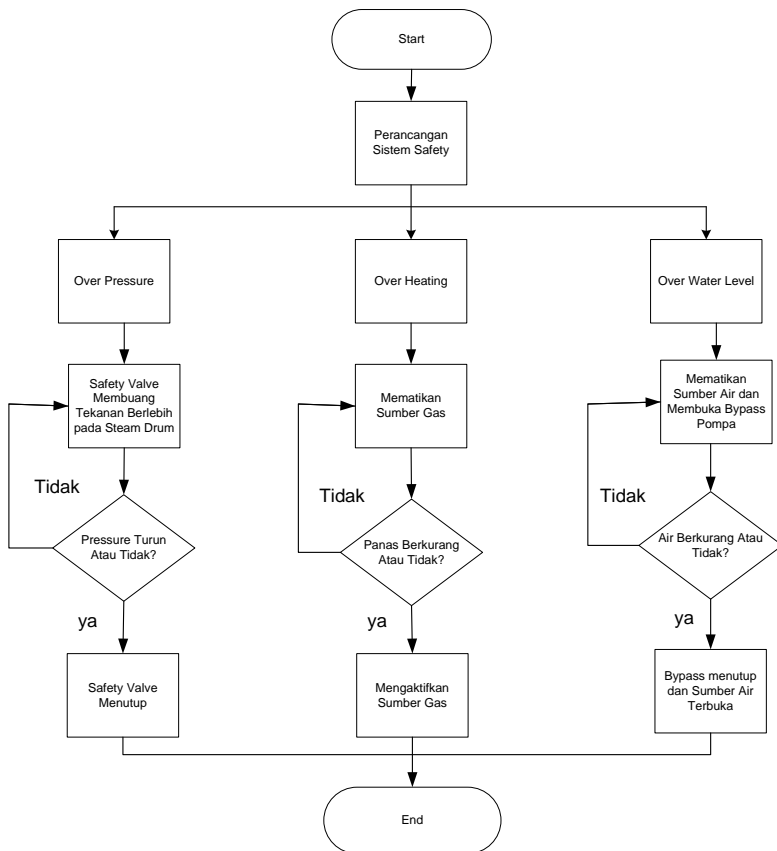 Start
Perancangan
Sistem Safety
Over Pressure
Over Heating
Over Water Level
Safety Valve
Membuang
Tekanan Berlebih
pada Steam Drum
Mematikan
Sumber Gas
Mematikan
Sumber Air dan
Membuka Bypass
Pompa
Tidak
Tidak
Tidak
Pressure Turun
Atau Tidak?
Panas Berkurang
Atau Tidak?
Air Berkurang Atau
Tidak?
ya
ya
ya
Safety Valve
Menutup
Mengaktifkan
Sumber Gas
Bypass menutup
dan Sumber Air
Terbuka
End